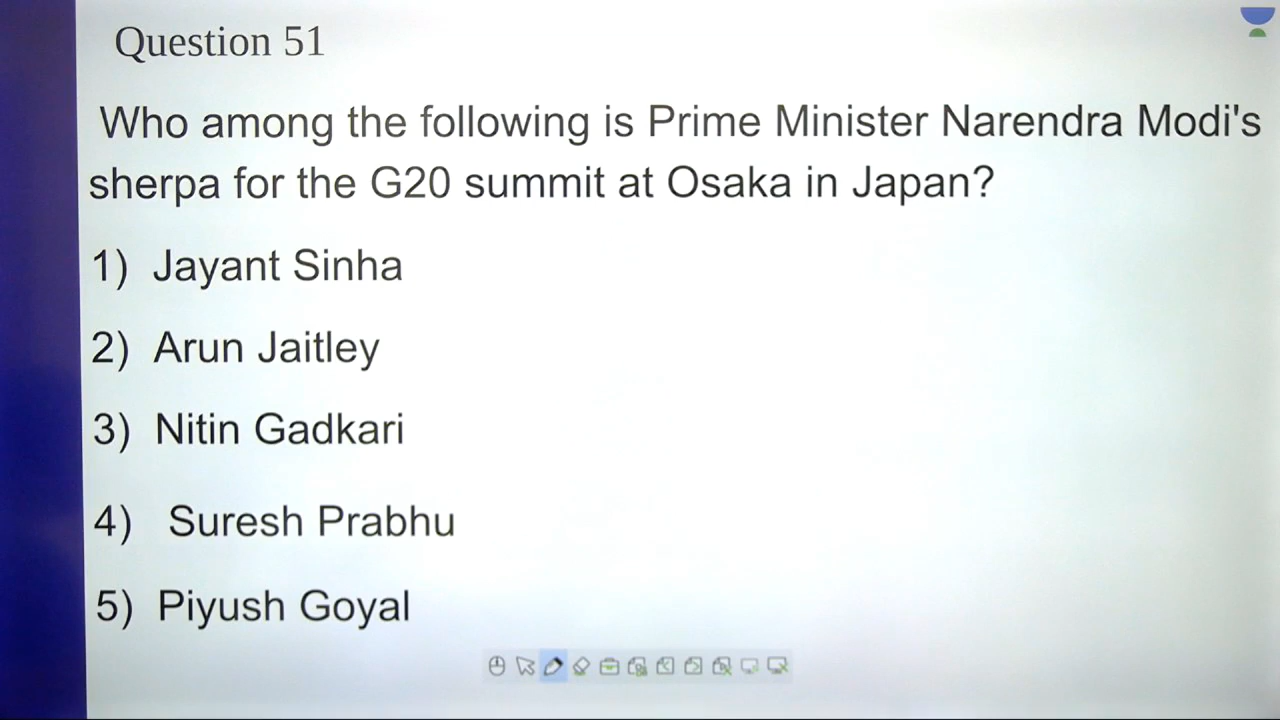 Question 51
Who among the following is Prime Minister Narendra Modi's
sherpa for the G20 summit at Osaka in Japan?
1) Jayant Sinha
2) Arun Jaitley
3) Nitin Gadkari
4) Suresh Prabhu
5) Piyush Goyal